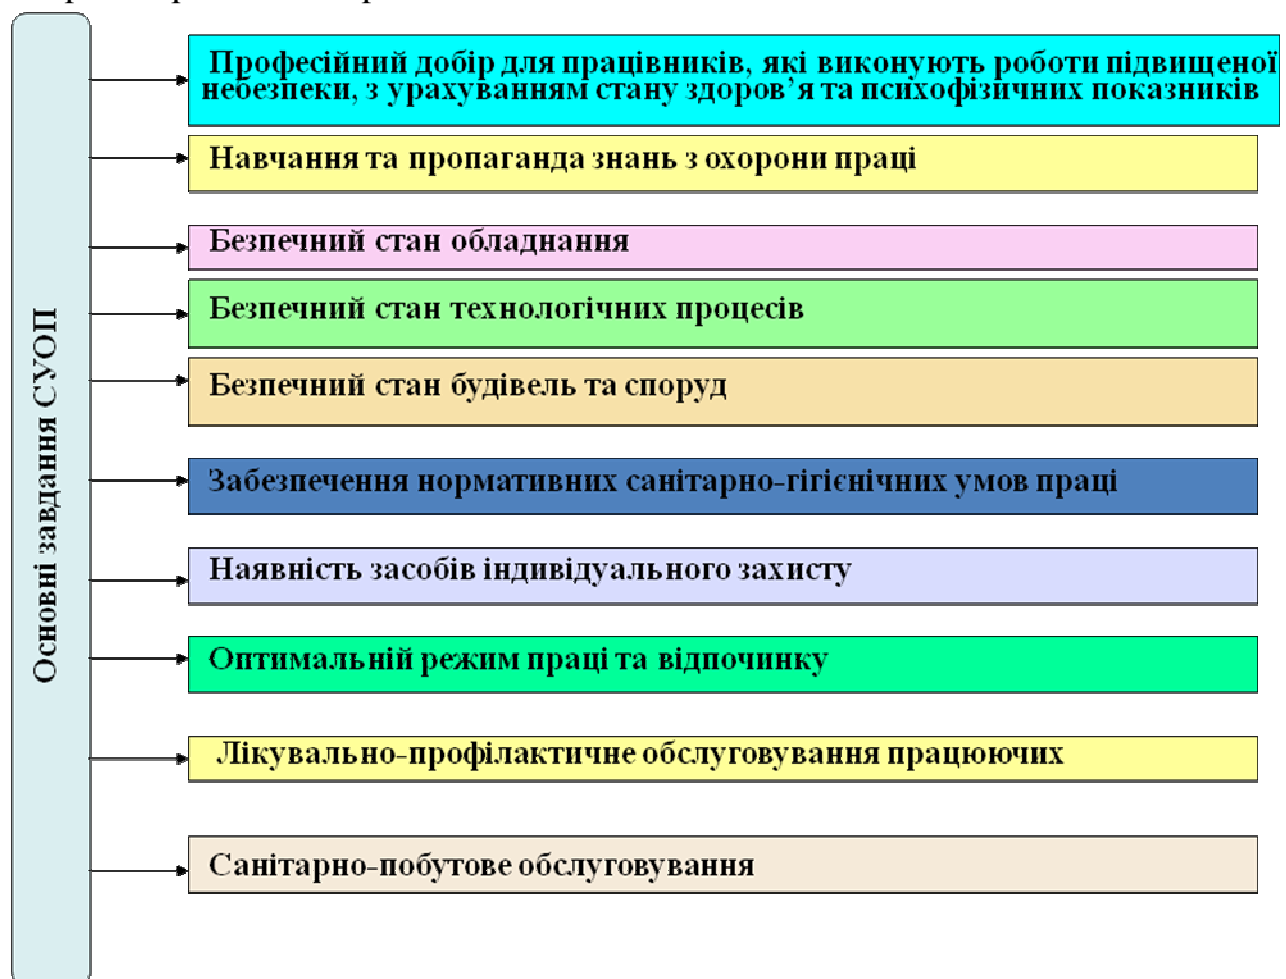 Основні завдання СУОП
Професійний добір для працівників, які виконують роботи підвищеної
небезпеки, з урахуванням стану здоров’я та психофізичних показників
Навчання та пропаганда знань з охорони праці
Безпечний стан обладнання
Безпечний стан технологічних процесів
Безпечний стан будівель та споруд
Забезпечення нормативних санітарно-гігієнічних умов праці
Наявність засобів індивідуального захисту
Оптимальній режим праці та відпочинку
Лікувально-профілактичне обслуговування працюючих
Санітарно-побутове обслуговування